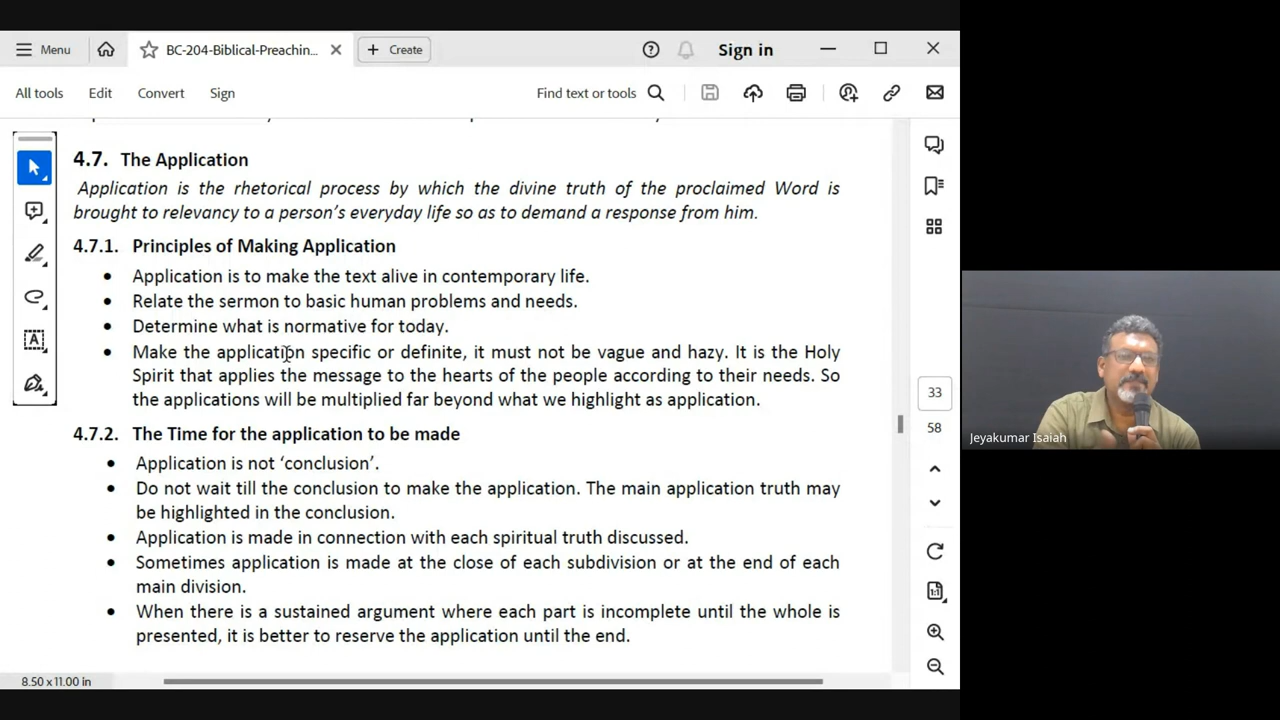 Menu
BC-204-Biblical-Preachin...
Create
Sign in
All tools Edit Convert Sign Find text or tools
4.7. The Application
Application is the rhetorical process by which the divine truth of the proclaimed Word is
brought to relevancy to a person's everyday life so as to demand a response from him.
4.7.1. Principles of Making Application
• Application is to make the text alive in contemporary life.
• Relate the sermon to basic human problems and needs.
• Determine what is normative for today.
• Make the application specific or definite, it must not be vague and hazy. It is the Holy
Spirit that applies the message to the hearts of the people according to their needs. So
the applications will be multiplied far beyond what we highlight as application.
4.7.2. The Time for the application to be made
• Application is not ‘conclusion’.
• Do not wait till the conclusion to make the application. The main application truth may
be highlighted in the conclusion.
• Application is made in connection with each spiritual truth discussed.
• Sometimes application is made at the close of each subdivision or at the end of each
main division.
• When there is a sustained argument where each part is incomplete until the whole is
presented, it is better to reserve the application until the end.
8.50 x 11.00 in
33
58
1:1
Jeyakumar Isaiah